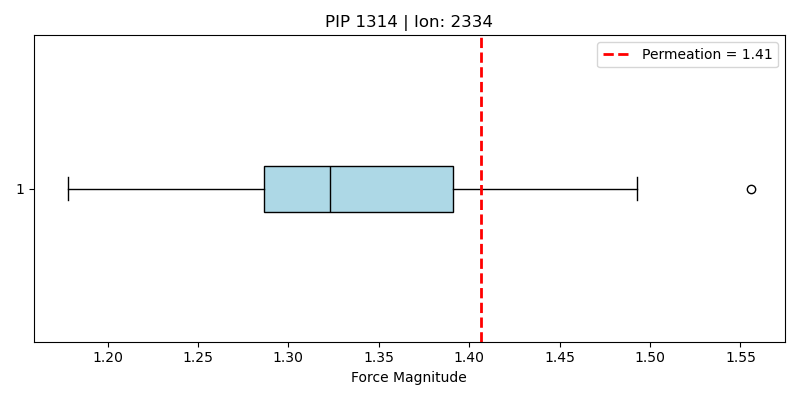 PIP 1314 | Ion: 2334
Permeation = 1.41
1
1.20 1.25 1.30 1.35 1.40 1.45 1.50 1.55
Force Magnitude